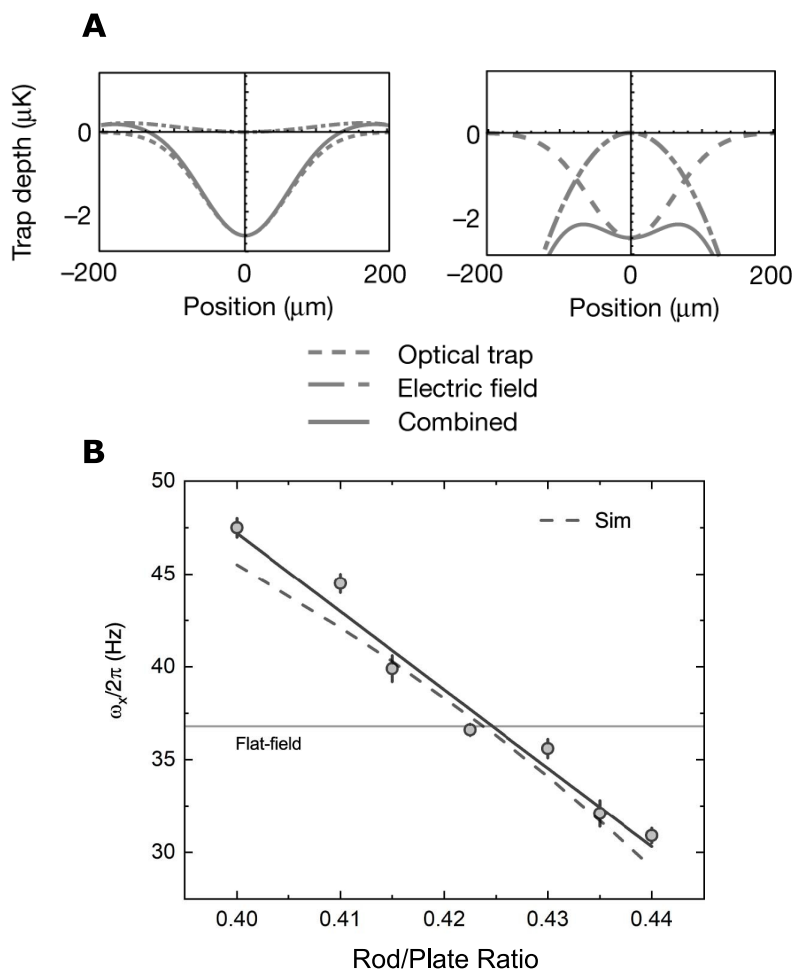 A
Trap depth (μK)
0
−2
−200
0
200
Position (μm)
0
−2
−200
0
200
Position (μm)
Optical trap
Electric field
Combined
B
50
45
40
35
30
ωx/2π (Hz)
Sim
Flat-field
0.40
0.41
0.42
0.43
0.44
Rod/Plate Ratio